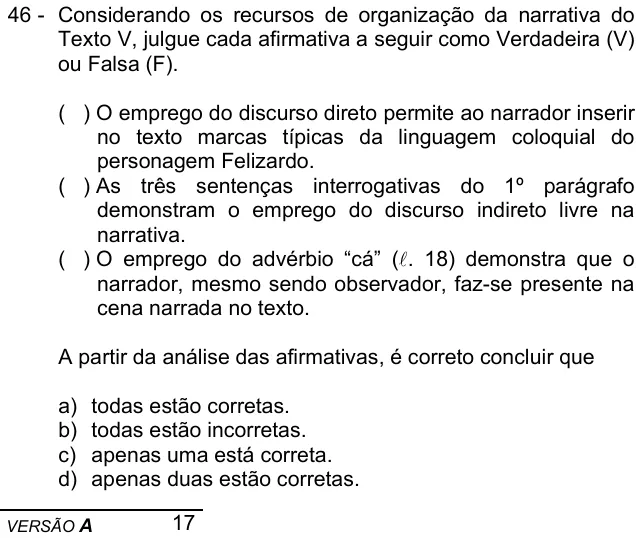 46 - Considerando os recursos de organização da narrativa do
Texto V, julgue cada afirmativa a seguir como Verdadeira (V)
ou Falsa (F).
( ) O emprego do discurso direto permite ao narrador inserir
no texto marcas típicas da linguagem coloquial do
personagem Felizardo.
( ) As três sentenças interrogativas do 1º parágrafo
demonstram o emprego do discurso indireto livre na
narrativa.
( ) O emprego do advérbio “cá” (ℓ. 18) demonstra que o
narrador, mesmo sendo observador, faz-se presente na
cena narrada no texto.
A partir da análise das afirmativas, é correto concluir que
a) todas estão corretas.
b) todas estão incorretas.
c) apenas uma está correta.
d) apenas duas estão corretas.
VERSÃO A 17